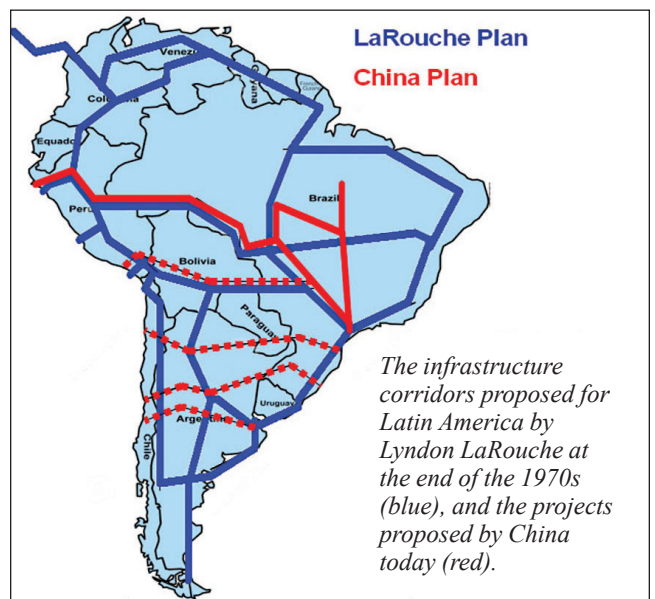 LaRouche Plan
China Plan
Venezu
Guyana
Colombia
Equado
Brazil
Peru
Bolivia
Paraguay
Uruguay
Argentina
Chile
The infrastructure
corridors proposed for
Latin America by
Lyndon LaRouche at
the end of the 1970s
(blue), and the projects
proposed by China
today (red).